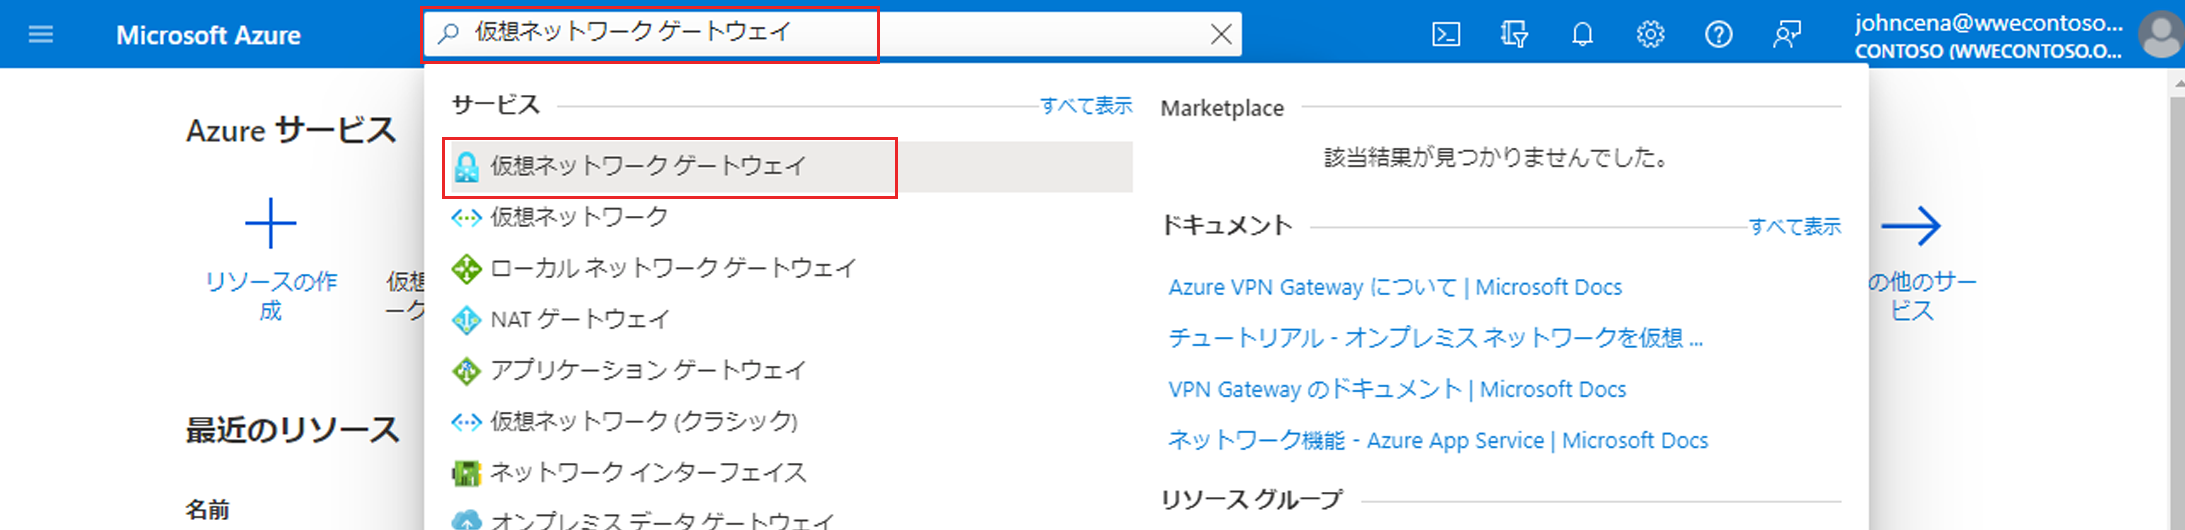 Microsoft Azure
仮想ネットワーク ゲートウェイ
johncena@wwecontoso...
CONTOSO (WWECONTOSO.O...
Azure サービス
リソースの作
成
仮想
ーク
サービス
すべて表示
仮想ネットワーク ゲートウェイ
仮想ネットワーク
ローカル ネットワーク ゲートウェイ
NAT ゲートウェイ
アプリケーション ゲートウェイ
仮想ネットワーク (クラシック)
ネットワーク インターフェイス
オンプレミス データ ゲートウェイ
Marketplace
該当結果が見つかりませんでした。
ドキュメント
すべて表示
Azure VPN Gateway について | Microsoft Docs
チュートリアル - オンプレミス ネットワークを仮想 ...
VPN Gateway のドキュメント | Microsoft Docs
ネットワーク機能 - Azure App Service | Microsoft Docs
リソース グループ
の他のサー
ビス
最近のリソース
名前